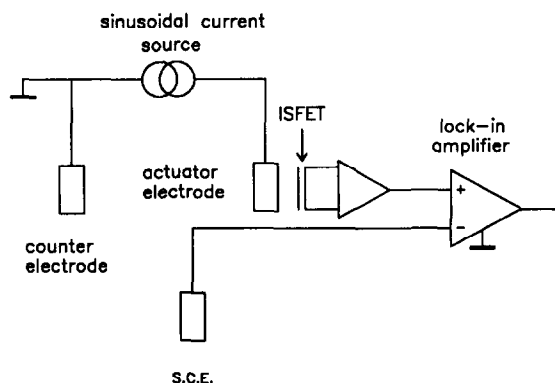 sinusoidal current
source
ISFET
lock-in
amplifier
actuator
electrode
+
-
counter
electrode
S.C.E.